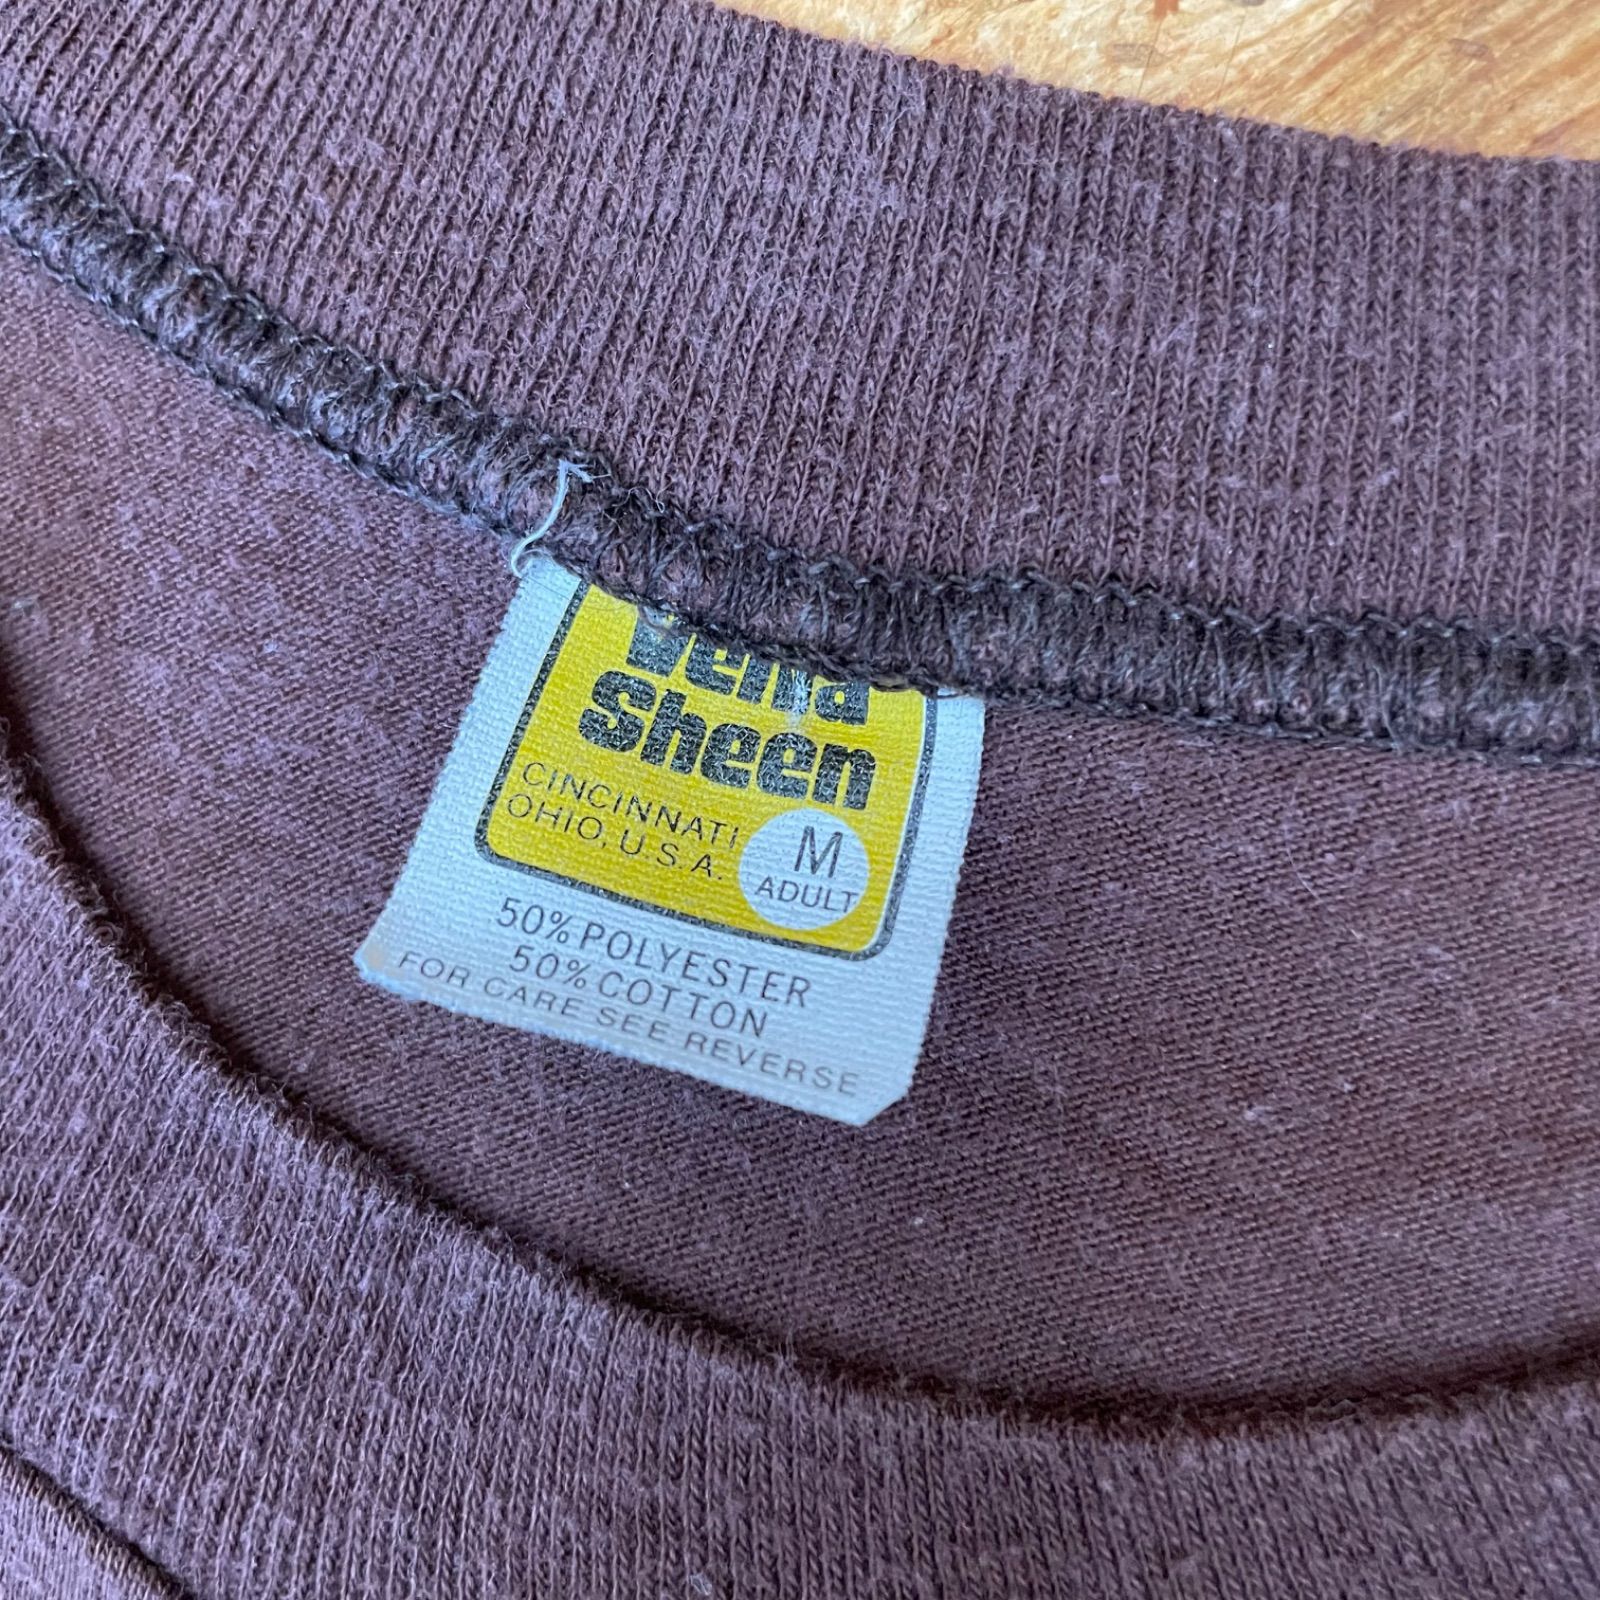 Velva
Sheen
CINCINNATI
OHIO, U.S.A.
M
ADULT
50% POLYESTER
50% COTTON
FOR CARE SEE REVERSE